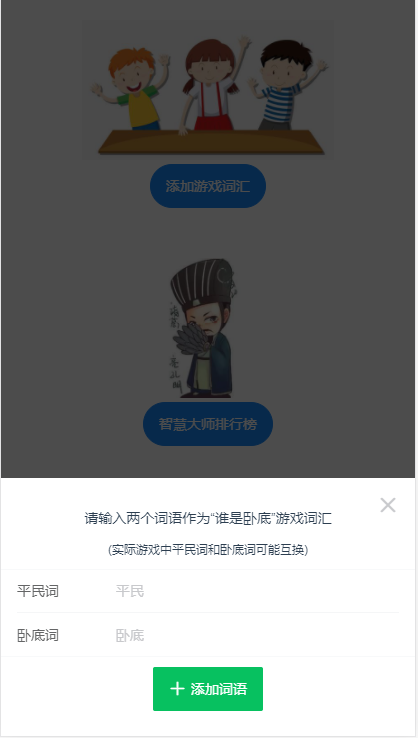 添加游戏词汇
智慧大师排行榜
请输入两个词语作为“谁是卧底”游戏词汇
(实际游戏中平民词和卧底词可能互换)
平民词 平民
卧底词 卧底
添加词语